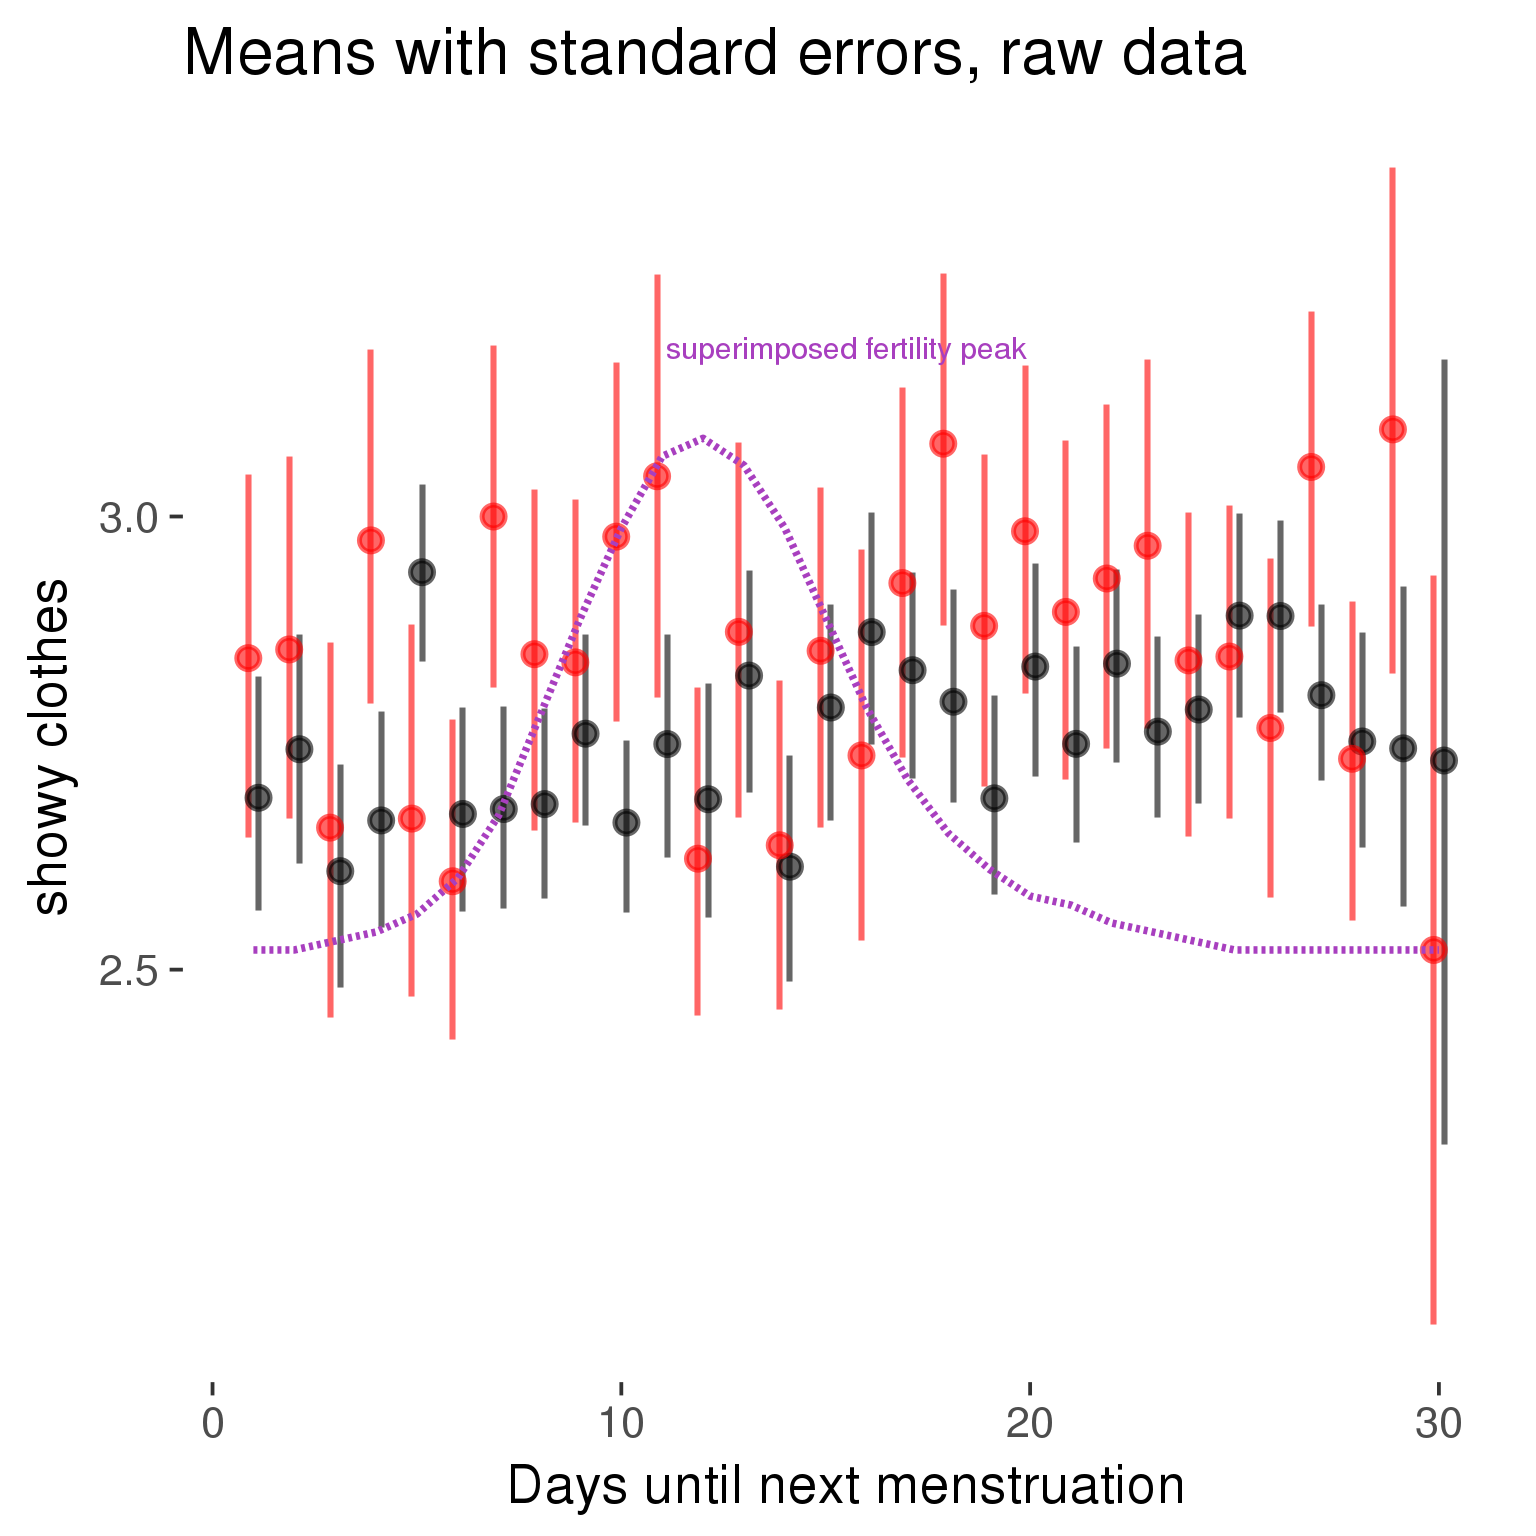 Means with standard errors, raw data
superimposed fertility peak
showy clothes
3.0
2.5
0
10
20
30
Days until next menstruation